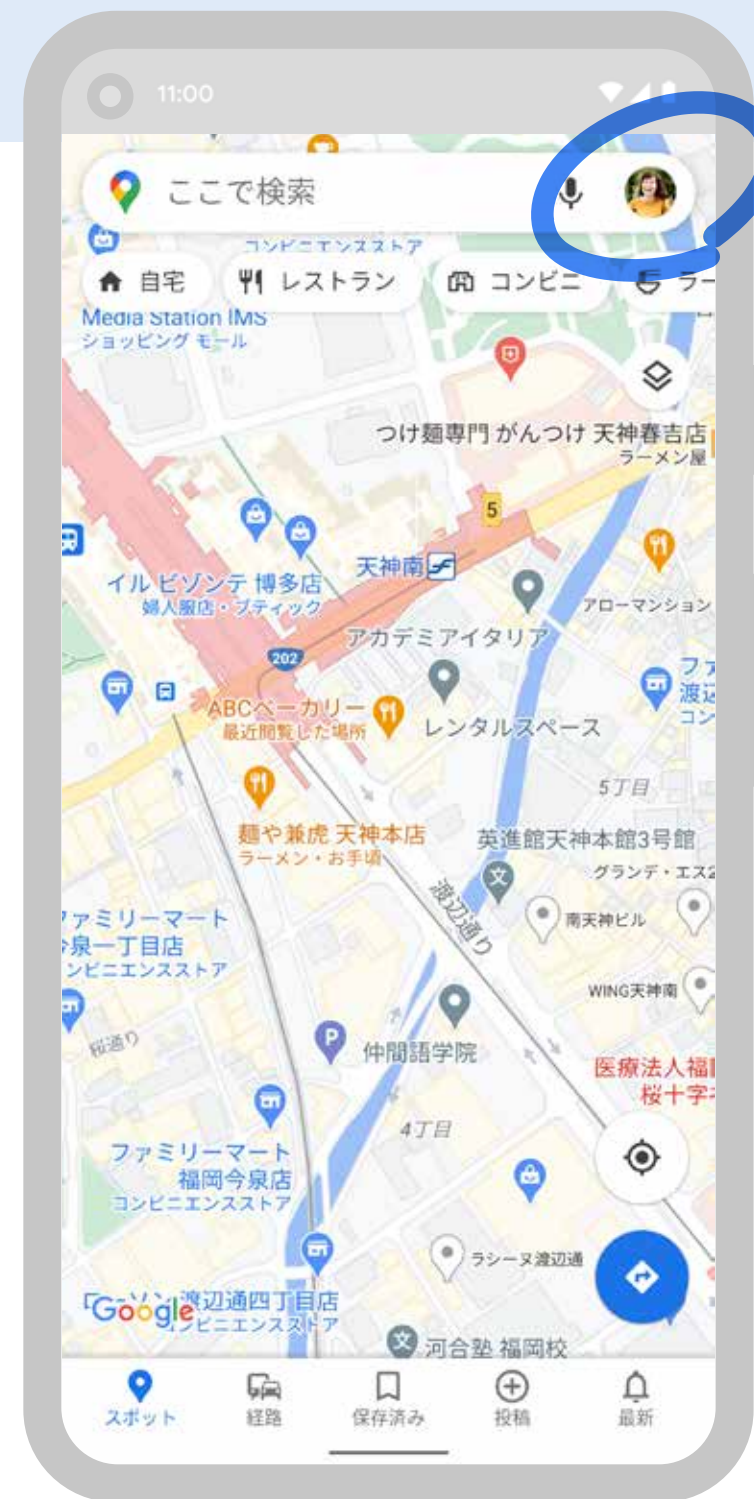 11:00
ここで検索
コンビニエンスストア
自宅
レストラン
コンビニ
ラー
Media Station IMS
ショッピング モール
つけ麺専門 がんつけ 天神春吉店
ラーメン屋
5
天神南
イル ビゾンテ 博多店
婦人服店・ブティック
アローマンション
アカデミアイタリア
202
ABCベーカリー
最近閲覧した場所
レンタルスペース
ファ
渡辺
コン
5丁目
麺や兼虎 天神本店
ラーメン・お手頃
英進館天神本館3号館
グランデ・エス2
文
渡辺通り
南天神ビル
ファミリーマート
今泉一丁目店
コンビニエンスストア
WING天神南
桜通り
P
仲間語学院
医療法人福
桜十字
4丁目
ファミリーマート
福岡今泉店
コンビニエンスストア
ラシーヌ渡辺通
Google
渡辺通四丁目店
コンビニエンスストア
文
河合塾 福岡校
スポット
経路
保存済み
投稿
最新